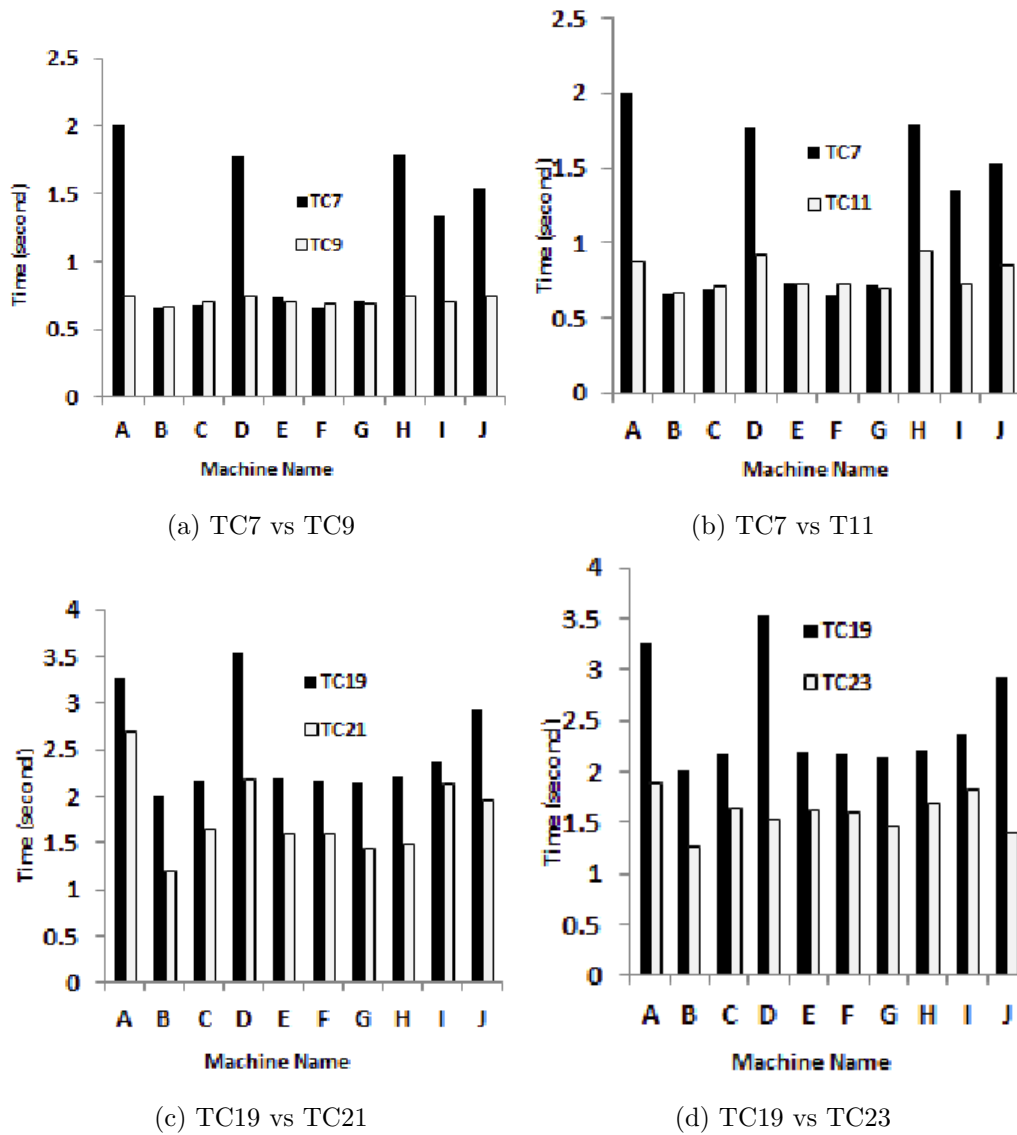 2.5
2
1.5
1
0.5
0
Time (second)
TC7
TC9
A B C D E F G H I J
Machine Name
(a) TC7 vs TC9
2.5
2
1.5
1
0.5
0
Time (second)
TC7
TC11
A B C D E F G H I J
Machine Name
(b) TC7 vs T11
4
3.5
3
2.5
2
1.5
1
0.5
0
Time (second)
TC19
TC21
A B C D E F G H I J
Machine Name
(c) TC19 vs TC21
4
3.5
3
2.5
2
1.5
1
0.5
0
Time (second)
TC19
TC23
A B C D E F G H I J
Machine Name
(d) TC19 vs TC23